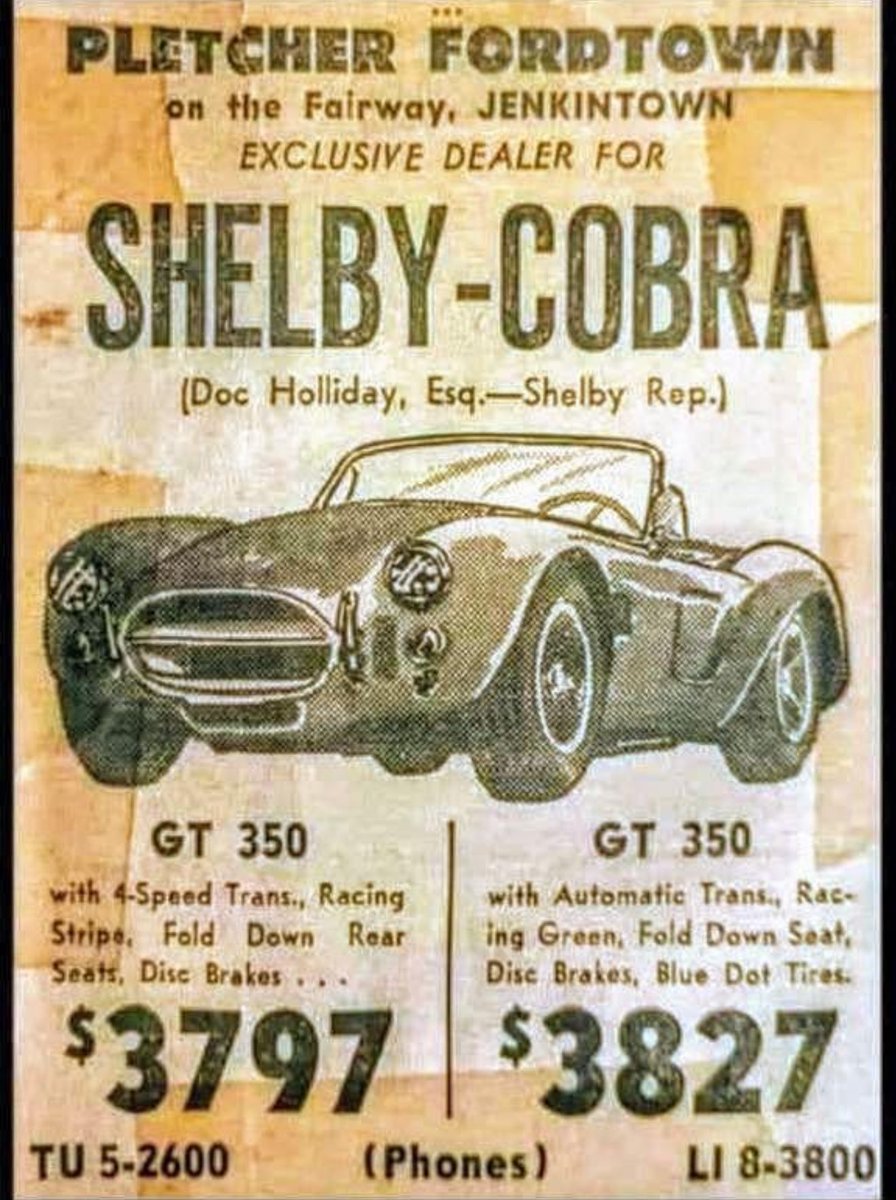 PLETCHER FORDTOWN
on the Fairway, JENKINTOWN
EXCLUSIVE DEALER FOR
SHELBY-COBRA
(Doc Holliday, Esq.—Shelby Rep.)
GT 350
with 4-Speed Trans., Racing
Stripe, Fold Down Rear
Seats, Disc Brakes . . .
$3797
GT 350
with Automatic Trans., Rac-
ing Green, Fold Down Seat,
Disc Brakes, Blue Dot Tires.
$3827
TU 5-2600 (Phones) LI 8-3800